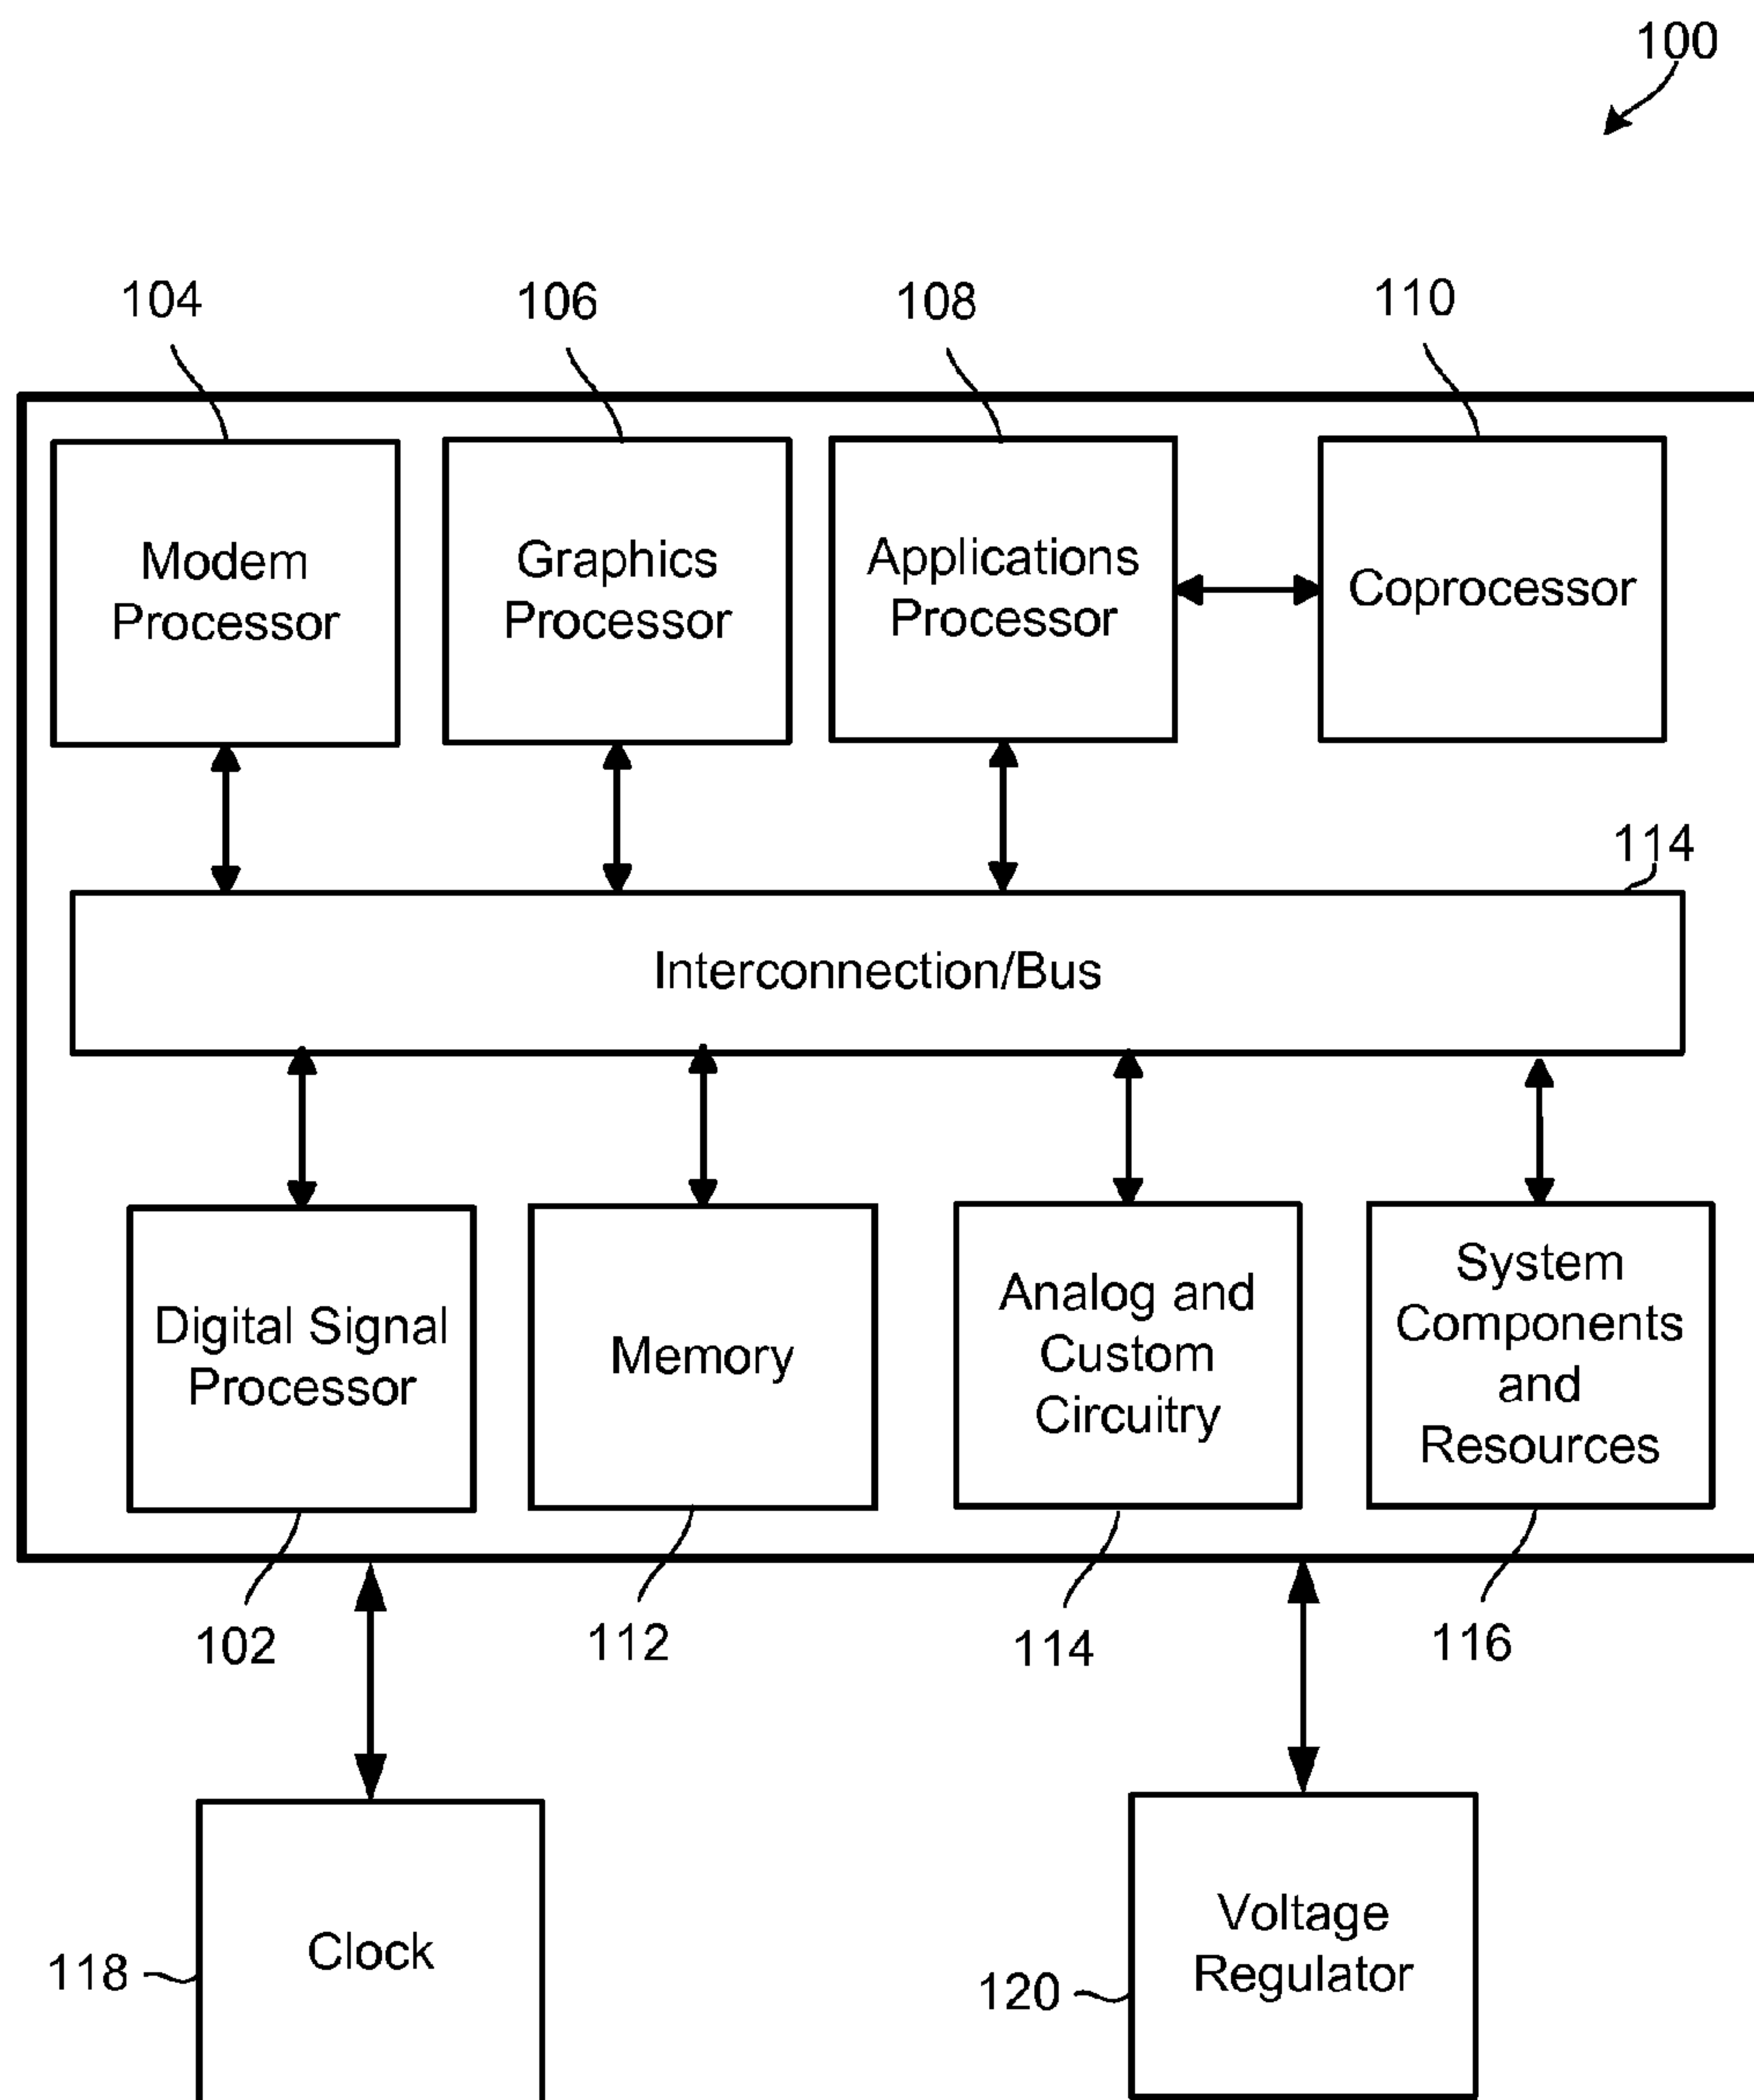 100
104
106
108
110
Modem
Processor
Graphics
Processor
Applications
Processor
Coprocessor
114
Interconnection/Bus
Digital Signal
Processor
Memory
Analog and
Custom
Circuitry
System
Components
and
Resources
102
112
114
116
Clock
118
Voltage
Regulator
120